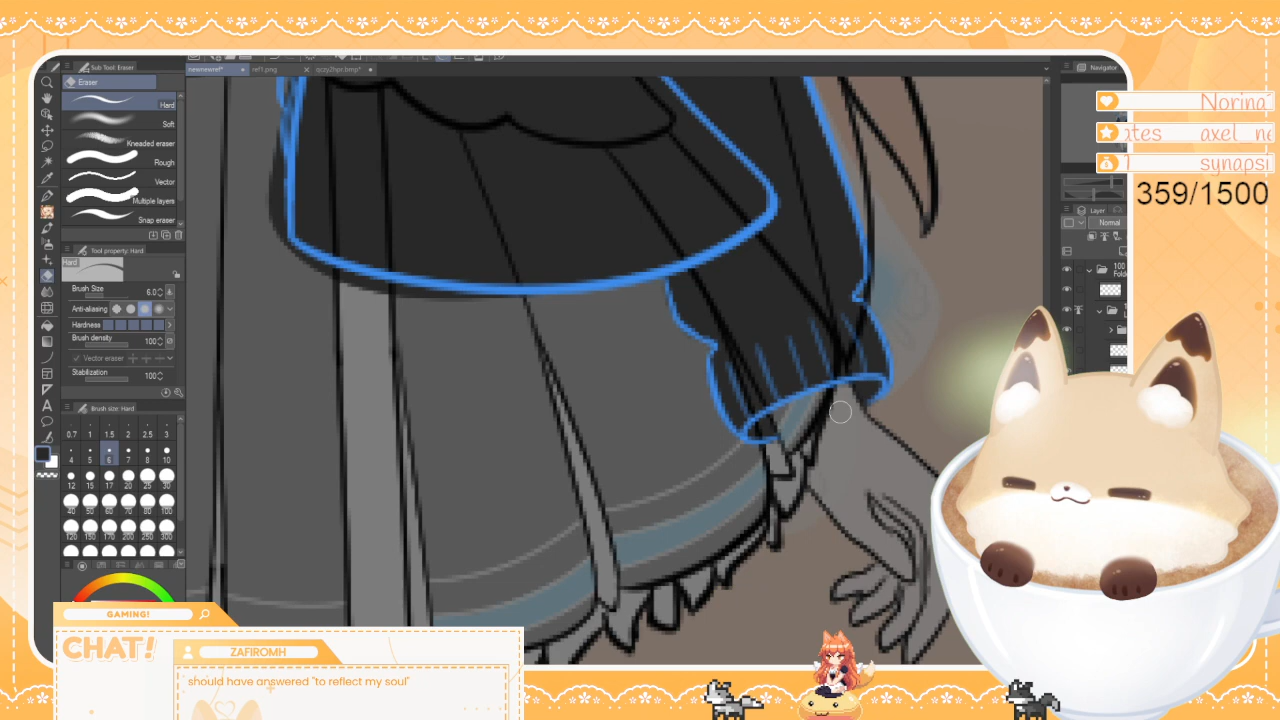 Sub Tool: Eraser
newnewref*
ref1.png
Navigator
Eraser
Hard
Soft
Kneaded eraser
Rough
Vector
Multiple layers
Snap eraser
Tool property: Hard
Hard
Brush Size
6.0
Anti-aliasing
Hardness
Brush density
100
Vector eraser
Stabilization
100
Brush size: Hard
0.7 1 1.5 2 2.5 3
4 5 6 7 8 10
12 15 17 20 25 30
40 50 60 70 80 100
120 150 170 200 250 300
Norina
axel_n
synapsi
359/1500
Layer
Normal
100
GAMING!
CHAT!
ZAFIROMH
should have answered "to reflect my soul"